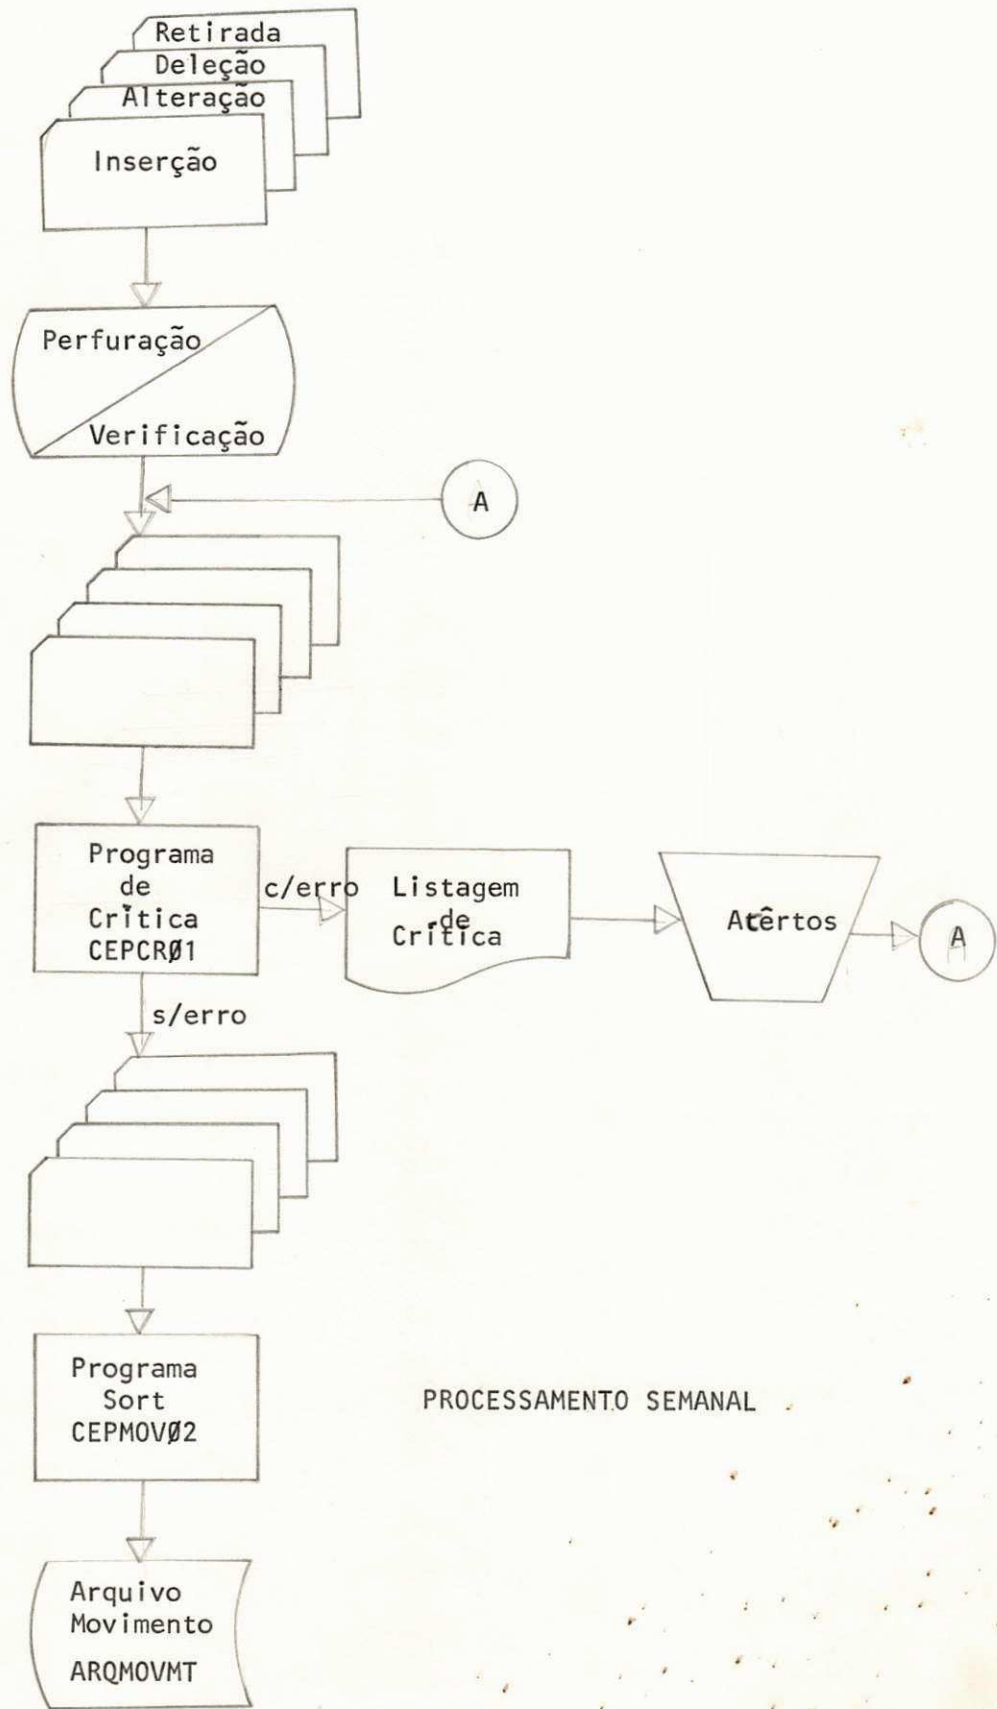 Retirada
Deleção
Alteração
Inserção
Perfuração
Verificação
A
Programa
de
Crítica
CEPCRØ1
c/erro
Listagem
de
Crítica
Acêrtos
A
s/erro
Programa
Sort
CEPMOVØ2
PROCESSAMENTO SEMANAL
Arquivo
Movimento
ARQMOVMT